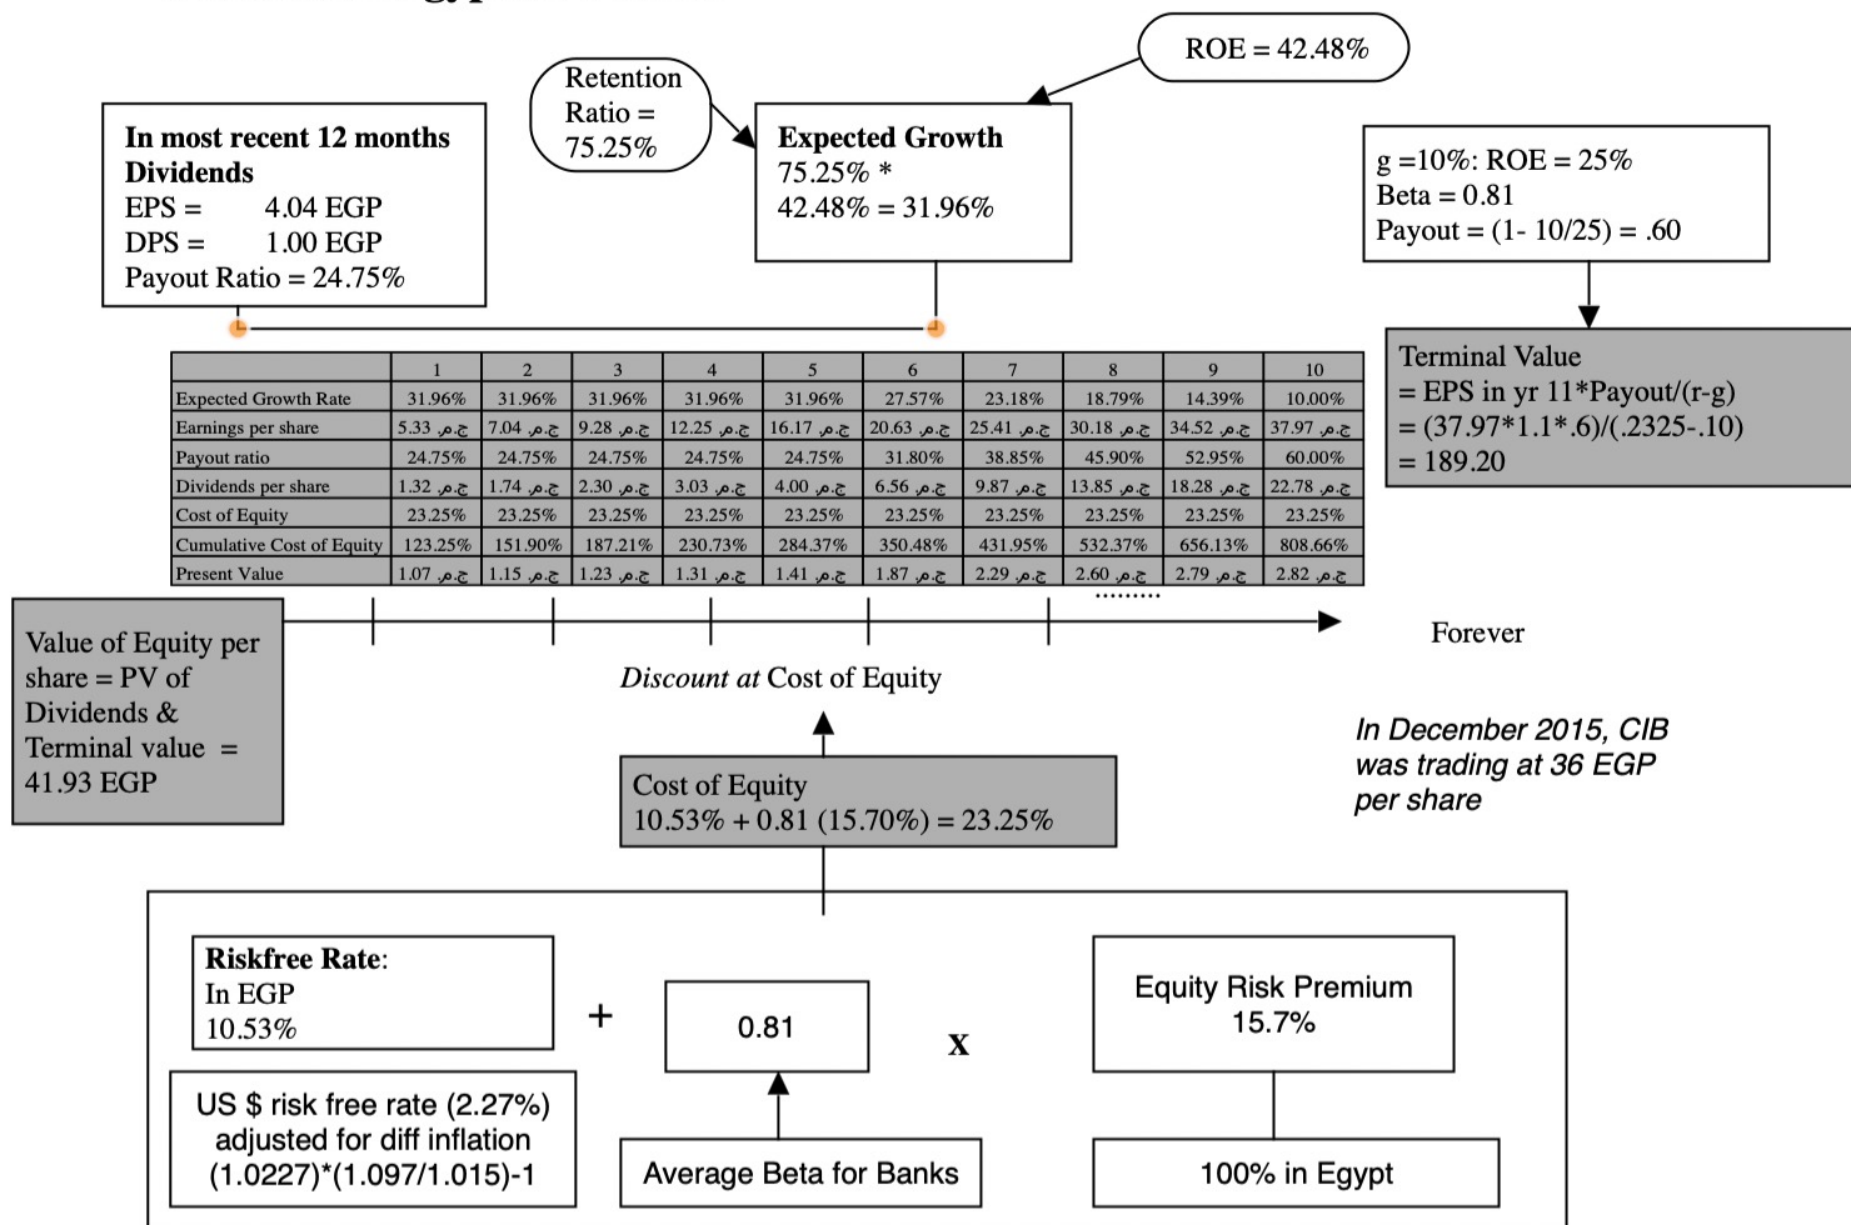 ROE = 42.48%
Retention
Ratio =
75.25%
In most recent 12 months
Dividends
EPS = 4.04 EGP
DPS = 1.00 EGP
Payout Ratio = 24.75%
Expected Growth
75.25% *
42.48% = 31.96%
g =10%: ROE = 25%
Beta = 0.81
Payout = (1- 10/25) = .60
1 2 3 4 5 6 7 8 9 10
Expected Growth Rate 31.96% 31.96% 31.96% 31.96% 31.96% 27.57% 23.18% 18.79% 14.39% 10.00%
Earnings per share 5.33 ج.م. 7.04 ج.م. 9.28 ج.م. 12.25 ج.م. 16.17 ج.م. 20.63 ج.م. 25.41 ج.م. 30.18 ج.م. 34.52 ج.م. 37.97 ج.م.
Payout ratio 24.75% 24.75% 24.75% 24.75% 24.75% 31.80% 38.85% 45.90% 52.95% 60.00%
Dividends per share 1.32 ج.م. 1.74 ج.م. 2.30 ج.م. 3.03 ج.م. 4.00 ج.م. 6.56 ج.م. 9.87 ج.م. 13.85 ج.م. 18.28 ج.م. 22.78 ج.م.
Cost of Equity 23.25% 23.25% 23.25% 23.25% 23.25% 23.25% 23.25% 23.25% 23.25% 23.25%
Cumulative Cost of Equity 123.25% 151.90% 187.21% 230.73% 284.37% 350.48% 431.95% 532.37% 656.13% 808.66%
Present Value 1.07 ج.م. 1.15 ج.م. 1.23 ج.م. 1.31 ج.م. 1.41 ج.م. 1.87 ج.م. 2.29 ج.م. 2.60 ج.م. 2.79 ج.م. 2.82 ج.م.
Terminal Value
= EPS in yr 11*Payout/(r-g)
= (37.97*1.1*.6)/(.2325-.10)
= 189.20
.........
Forever
Value of Equity per
share = PV of
Dividends &
Terminal value =
41.93 EGP
Discount at Cost of Equity
In December 2015, CIB
was trading at 36 EGP
per share
Cost of Equity
10.53% + 0.81 (15.70%) = 23.25%
Riskfree Rate:
In EGP
10.53%
+
0.81
X
Equity Risk Premium
15.7%
US $ risk free rate (2.27%)
adjusted for diff inflation
(1.0227)*(1.097/1.015)-1
Average Beta for Banks
100% in Egypt